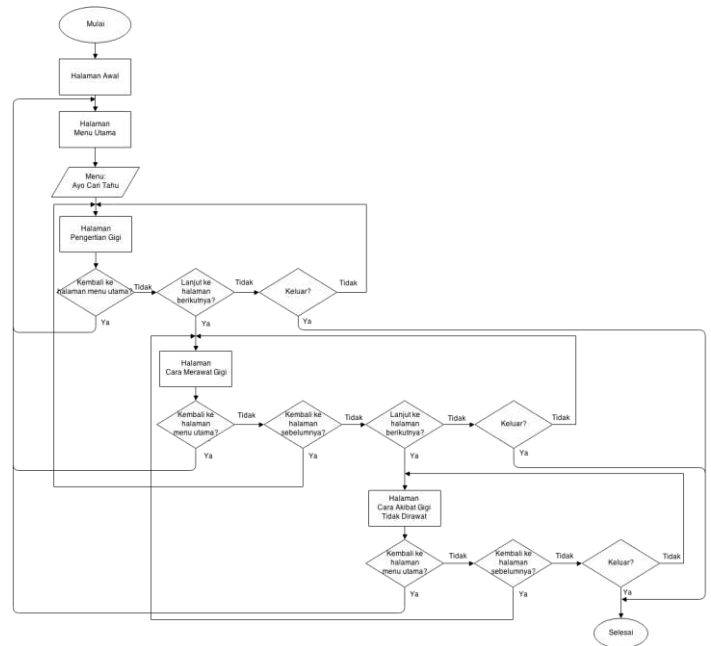 Mulai
Halaman Awal
Halaman
Menu Utama
Menu:
Ayo Cari Tahu
Halaman
Pengertian Gigi
Kembali ke
halaman menu utama?
Tidak
Lanjut ke
halaman
berikutnya?
Tidak
Keluar?
Tidak
Ya
Ya
Ya
Halaman
Cara Merawat Gigi
Kembali ke
halaman
menu utama?
Tidak
Kembali ke
halaman
sebelumnya?
Tidak
Lanjut ke
halaman
berikutnya?
Tidak
Keluar?
Tidak
Ya
Ya
Ya
Ya
Halaman
Cara Akibat Gigi
Tidak Dirawat
Kembali ke
halaman
menu utama?
Tidak
Kembali ke
halaman
sebelumnya?
Tidak
Keluar?
Tidak
Ya
Ya
Ya
Selesai